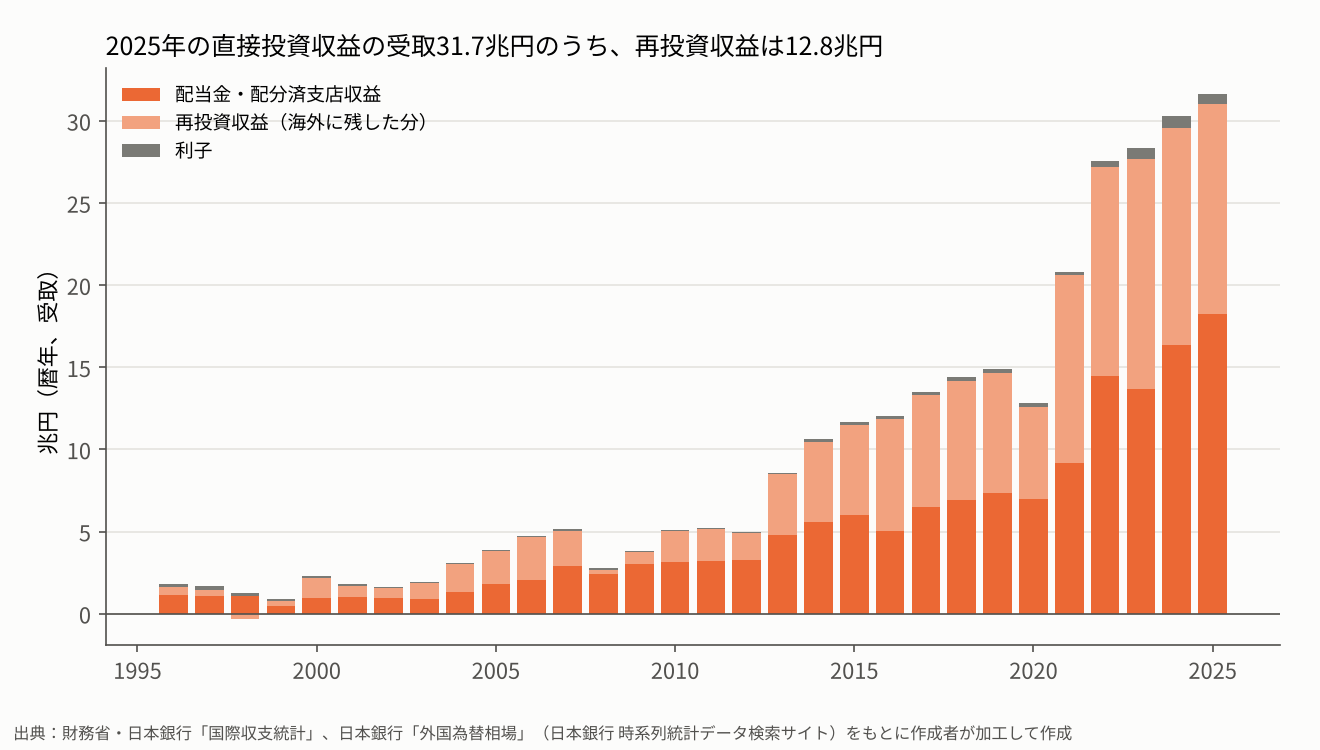 2025年の直接投資収益の受取31.7兆円のうち、再投資収益は12.8兆円
配当金・配分済支店収益
再投資収益（海外に残した分）
利子
兆円（暦年、受取）
30
25
20
15
10
5
0
1995 2000 2005 2010 2015 2020 2025
出典：財務省・日本銀行「国際収支統計」、日本銀行「外国為替相場」（日本銀行 時系列統計データ検索サイト）をもとに作成者が加工して作成